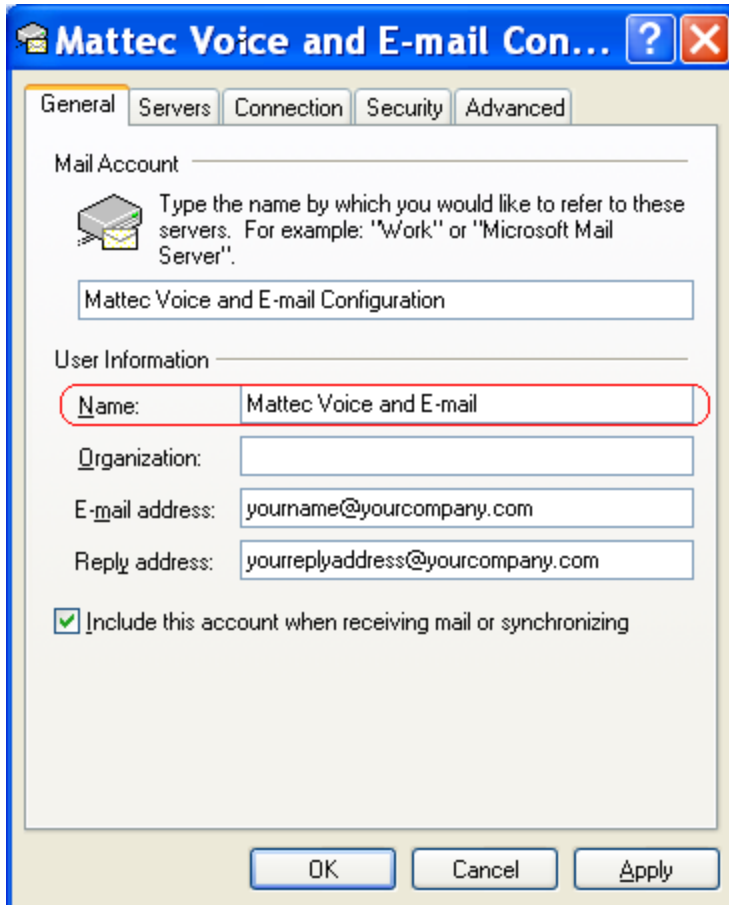 Mattec Voice and E-mail Con...
General Servers Connection Security Advanced
Mail Account
Type the name by which you would like to refer to these
servers. For example: "Work" or "Microsoft Mail
Server".
Mattec Voice and E-mail Configuration
User Information
Name: Mattec Voice and E-mail
Organization:
E-mail address: yourname@yourcompany.com
Reply address: yourreplyaddress@yourcompany.com
Include this account when receiving mail or synchronizing
OK Cancel Apply